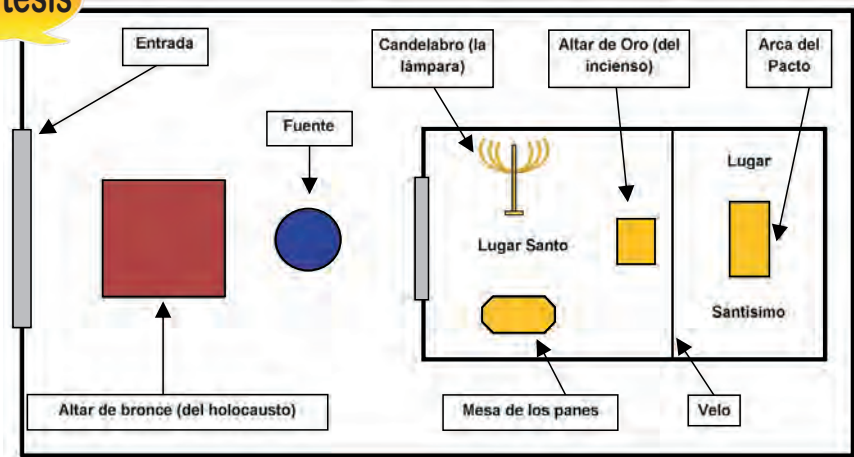 tesis
Entrada
Candelabro (la
lámpara)
Altar de Oro (del
incienso)
Arca del
Pacto
Fuente
Lugar
Lugar Santo
Santísimo
Altar de bronce (del holocausto)
Mesa de los panes
Velo